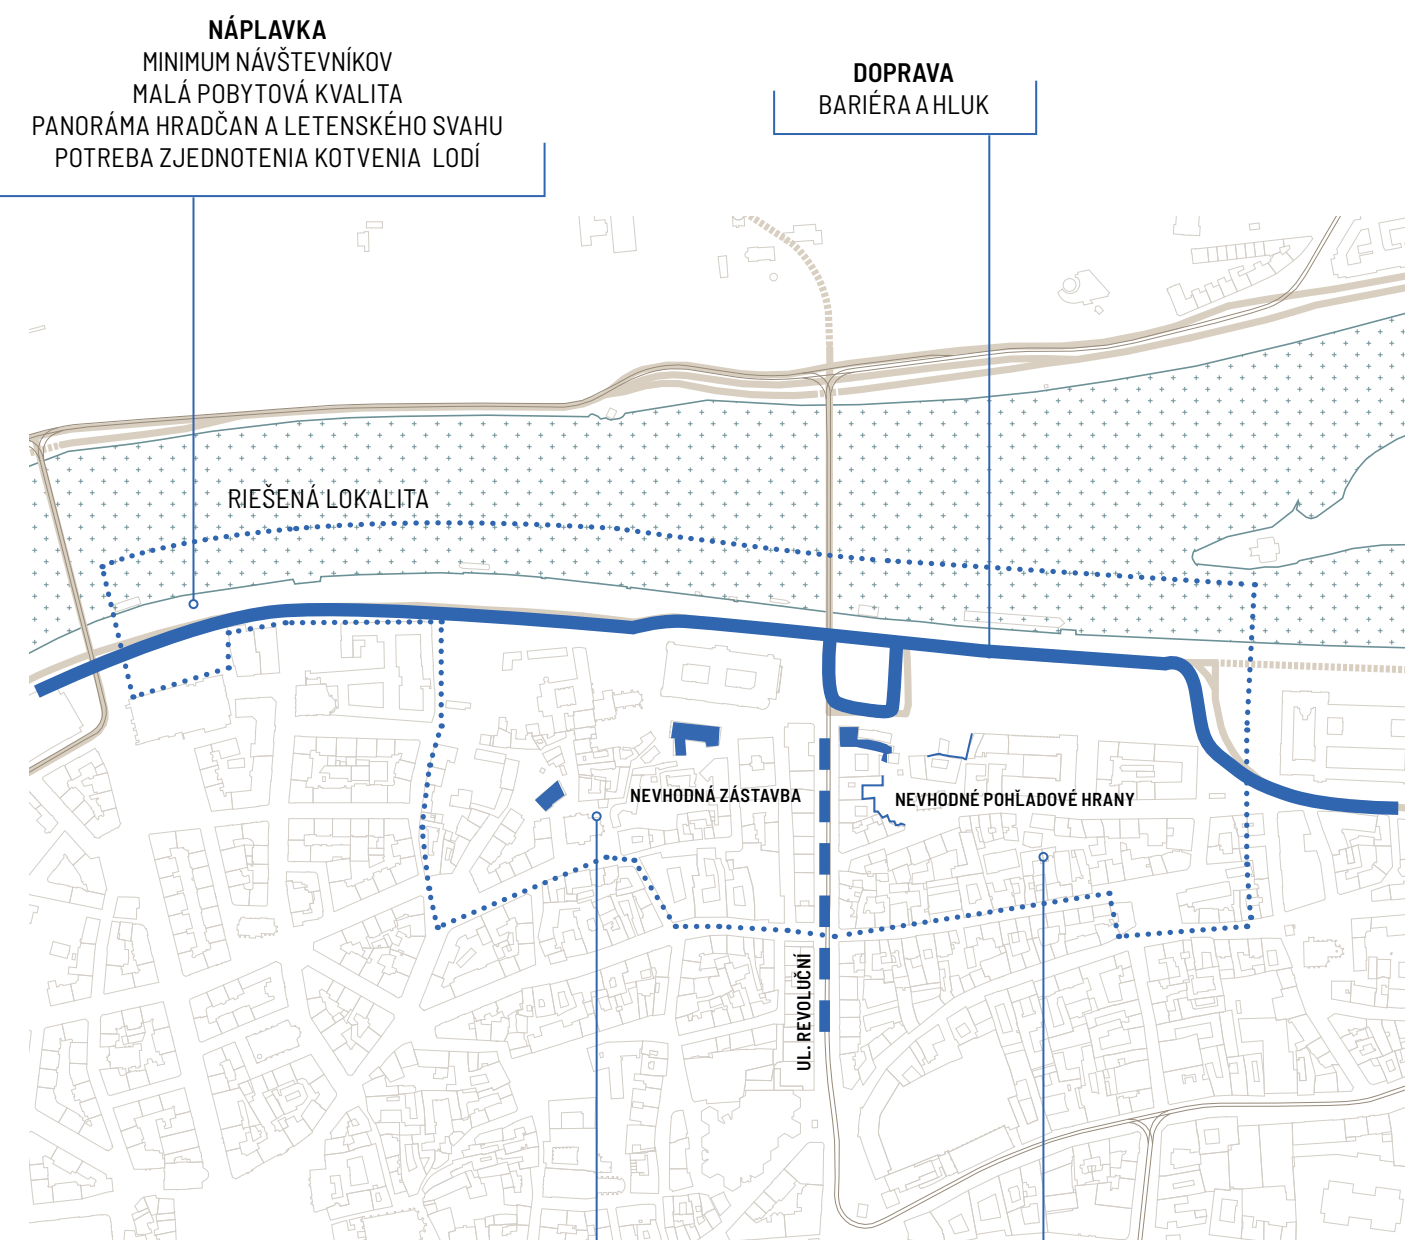 NÁPLAVKA
MINIMUM NÁVŠTEVNÍKOV
MALÁ POBYTOVÁ KVALITA
PANORÁMA HRADČAN A LETENSKÉHO SVAHU
POTREBA ZJEDNOTENIA KOTVENIA LODÍ
DOPRAVA
BARIÉRA A HLUK
RIEŠENÁ LOKALITA
NEVHODNÁ ZÁSTAVBA
NEVHODNÉ POHĽADOVÉ HRANY
UL. REVOLUČNÍ